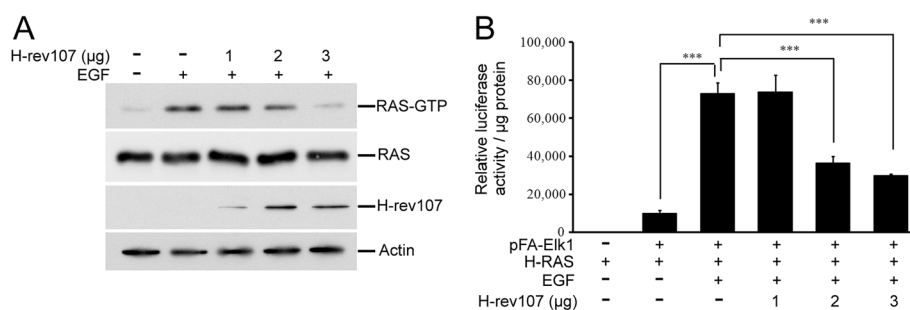 A
H-rev107 (μg) - - 1 2 3
EGF - + + + +
RAS-GTP
RAS
H-rev107
Actin
B
Relative luciferase
activity / μg protein
100,000
80,000
60,000
40,000
20,000
0
***
***
***
pFA-Elk1 - + + + + +
H-RAS + + + + + +
EGF - - + + + +
H-rev107 (μg) - - - 1 2 3